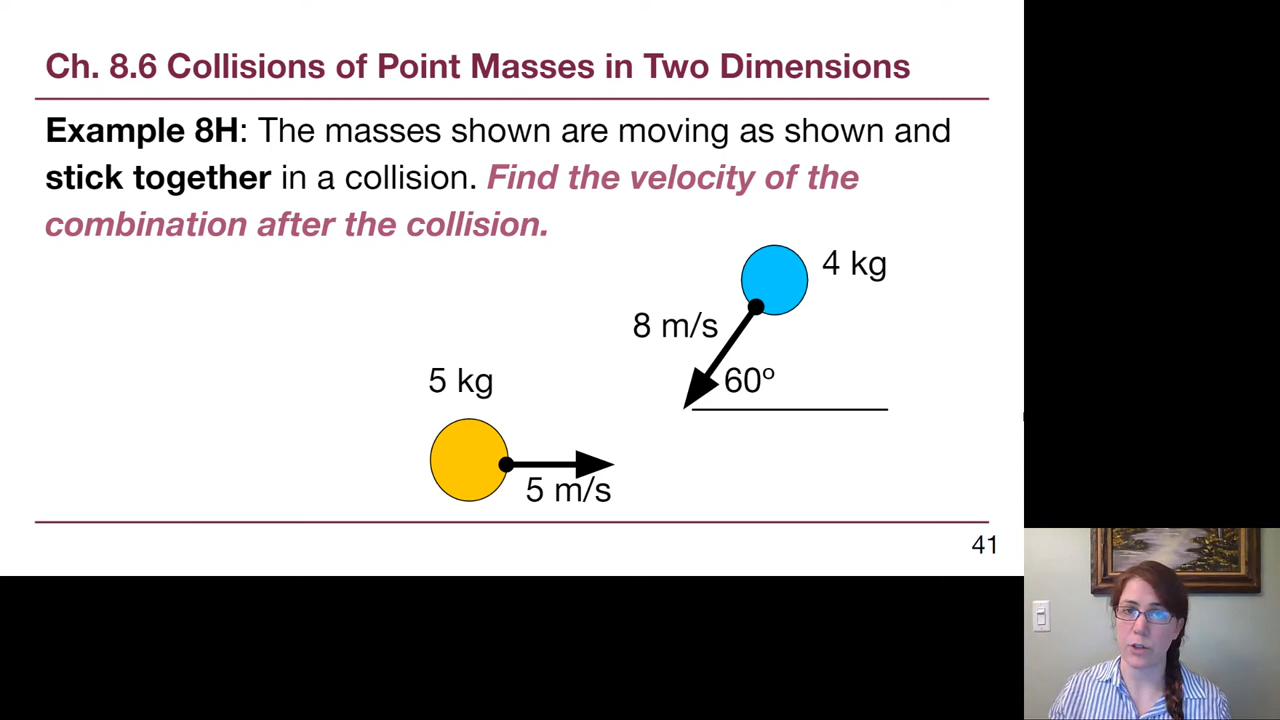 Ch. 8.6 Collisions of Point Masses in Two Dimensions
Example 8H: The masses shown are moving as shown and
stick together in a collision. Find the velocity of the
combination after the collision.
4 kg
8 m/s
60º
5 kg
5 m/s
41